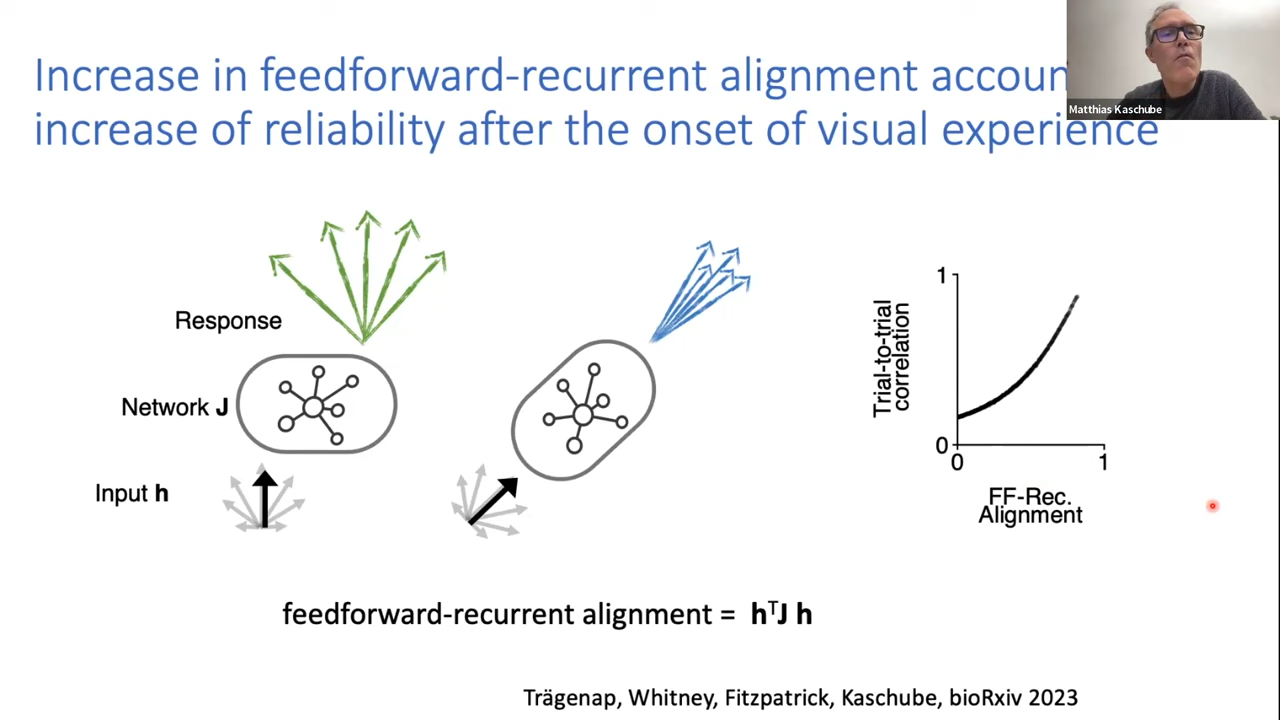 Increase in feedforward-recurrent alignment accoun
increase of reliability after the onset of visual experience
Matthias Kaschube
Response
Network J
Input h
Trial-to-trial
correlation
1
0
0
1
FF-Rec.
Alignment
feedforward-recurrent alignment = hᵀJ h
Trägenap, Whitney, Fitzpatrick, Kaschube, bioRxiv 2023